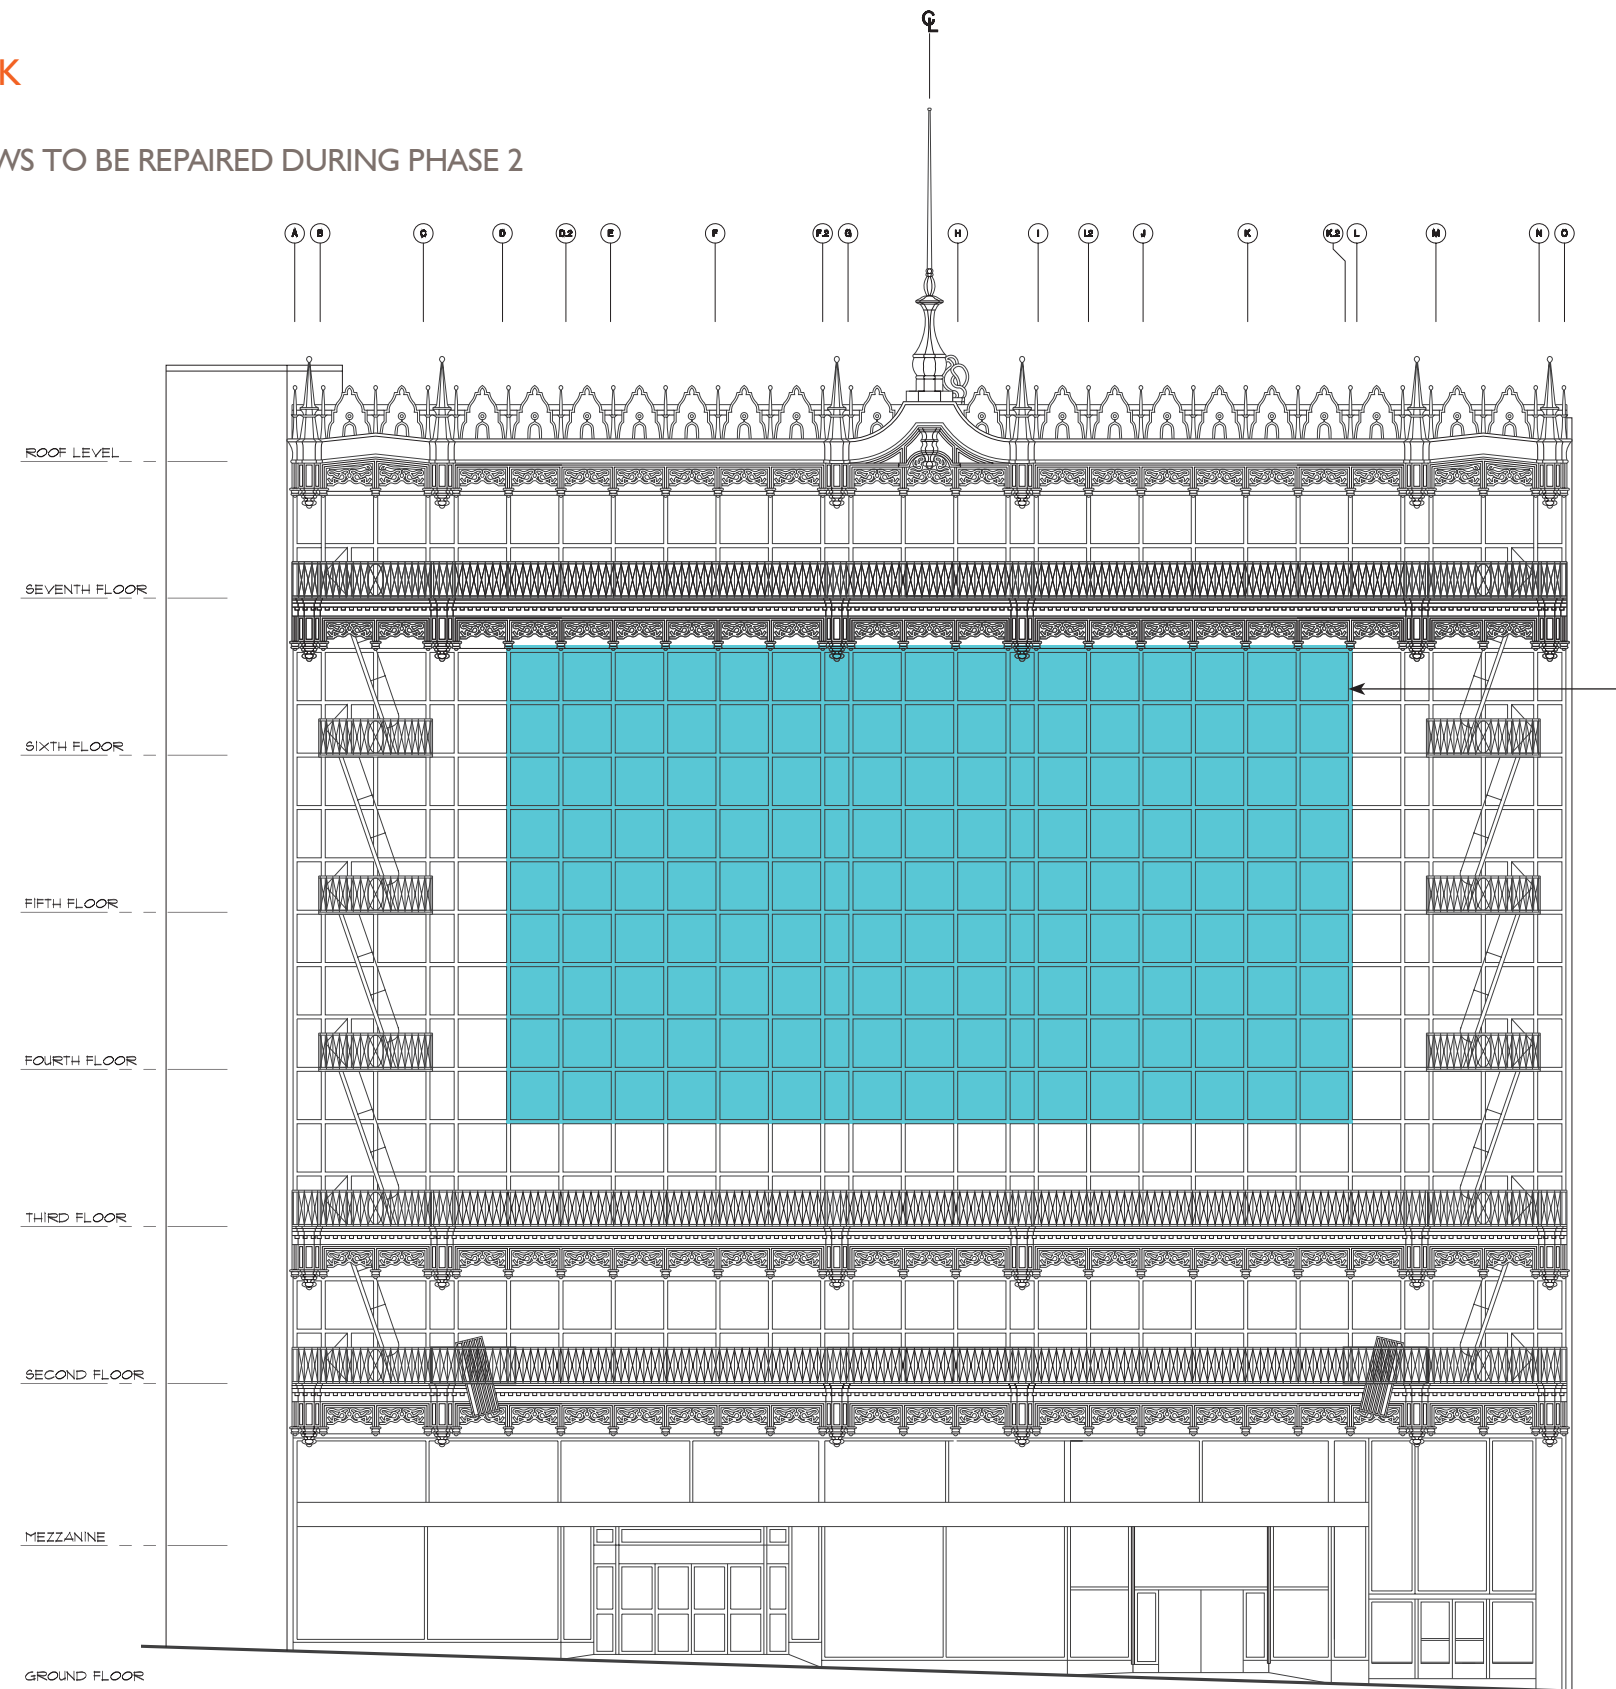 K
WS TO BE REPAIRED DURING PHASE 2
CL
A B C D D.2 E F F.2 G H I I.2 J K K.2 L M N O
ROOF LEVEL
SEVENTH FLOOR
SIXTH FLOOR
FIFTH FLOOR
FOURTH FLOOR
THIRD FLOOR
SECOND FLOOR
MEZZANINE
GROUND FLOOR